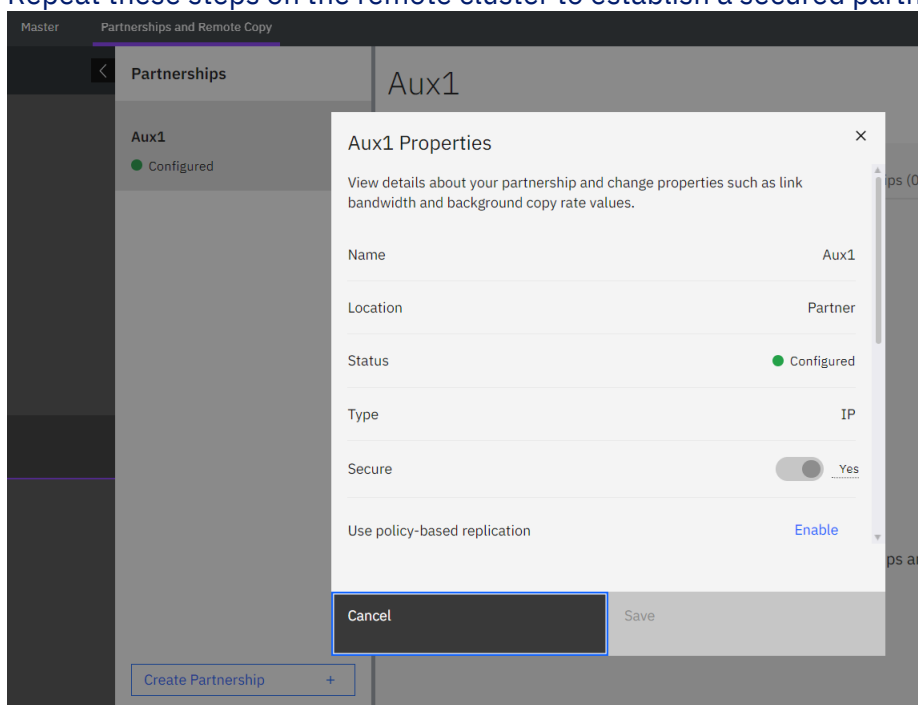 Repeat these steps on the remote cluster to establish a secured partn
Master Partnerships and Remote Copy
Partnerships
Aux1
Aux1
Configured
ips (0
Aux1 Properties
View details about your partnership and change properties such as link
bandwidth and background copy rate values.
Name Aux1
Location Partner
Status Configured
Type IP
Secure Yes
Use policy-based replication Enable
ps a
Cancel Save
Create Partnership +